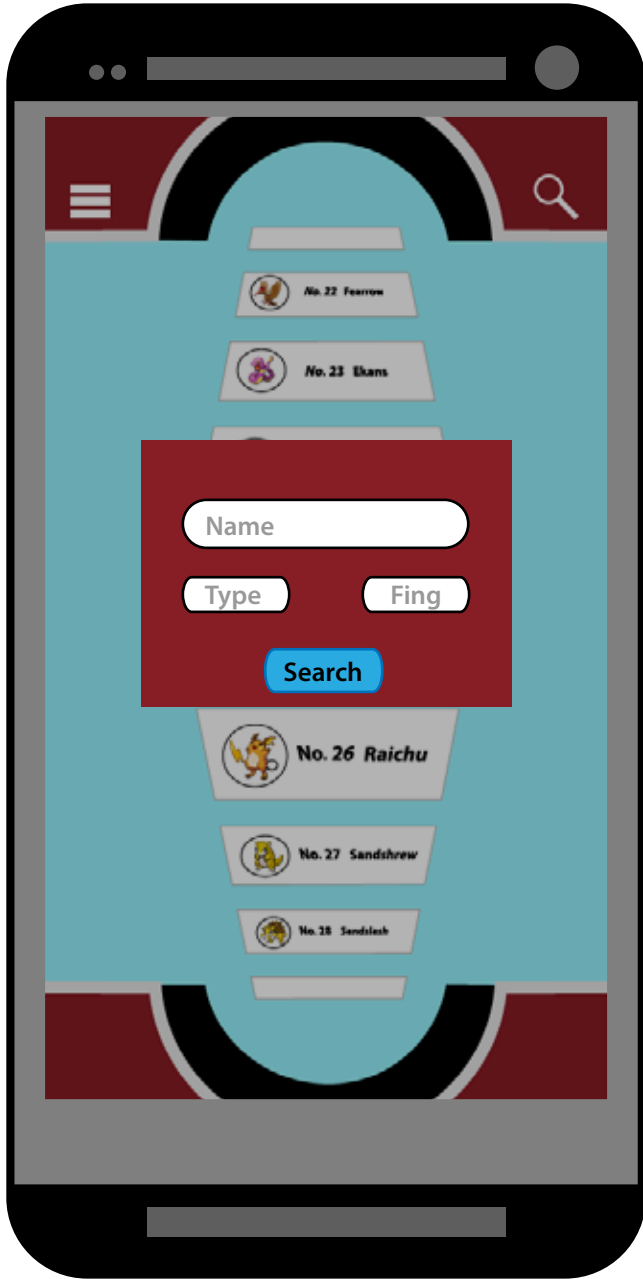 No. 22 Fearrow
No. 23 Ekans
Name
Type
Fing
Search
No. 26 Raichu
No. 27 Sandshrew
No. 28 Sandslash